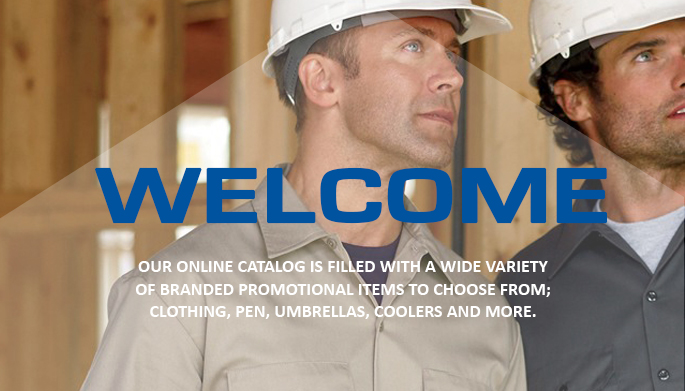 WELCOME
OUR ONLINE CATALOG IS FILLED WITH A WIDE VARIETY
OF BRANDED PROMOTIONAL ITEMS TO CHOOSE FROM;
CLOTHING, PEN, UMBRELLAS, COOLERS AND MORE.